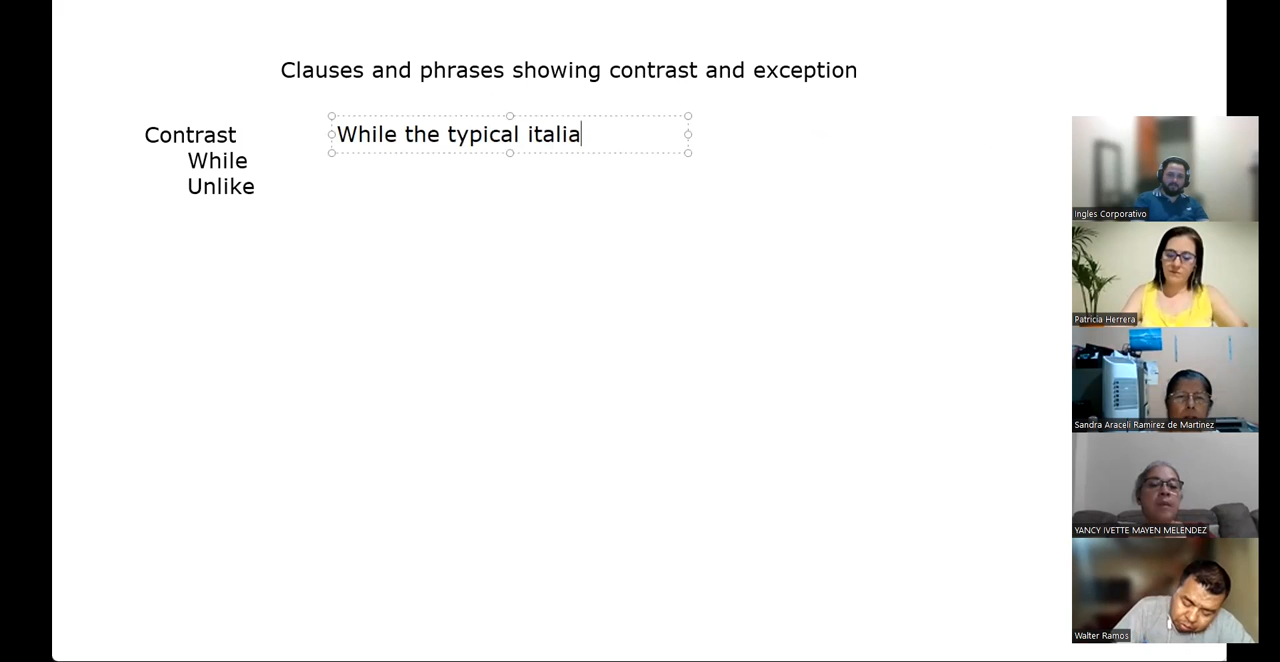 Clauses and phrases showing contrast and exception
Contrast
While the typical italia
While
Unlike
Ingles Corporativo
Patricia Herrera
Sandra Araceli Ramirez de Martinez
YANCY IVETTE MAYEN MELENDEZ
Walter Ramos